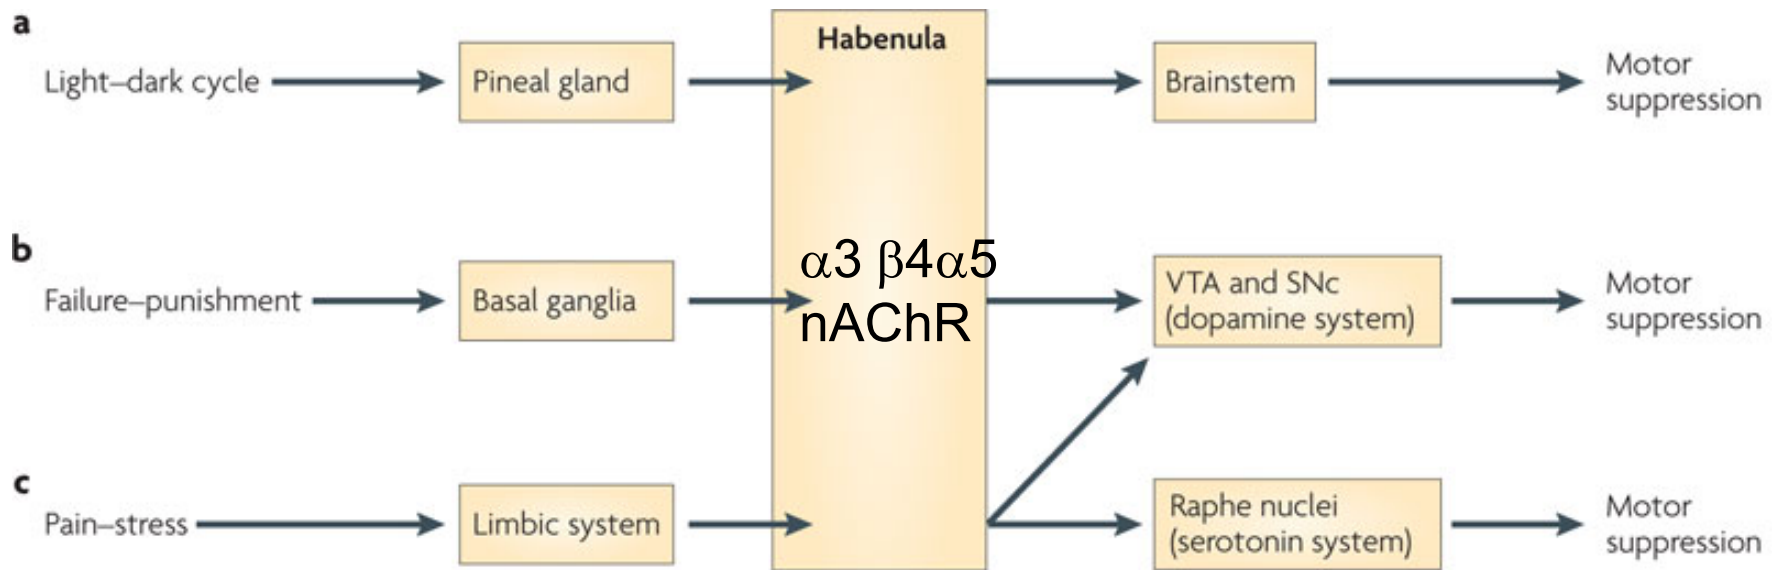 a
Habenula
Light–dark cycle
Pineal gland
Brainstem
Motor
suppression
b
α3 β4α5
nAChR
Failure–punishment
Basal ganglia
VTA and SNc
(dopamine system)
Motor
suppression
c
Pain–stress
Limbic system
Raphe nuclei
(serotonin system)
Motor
suppression